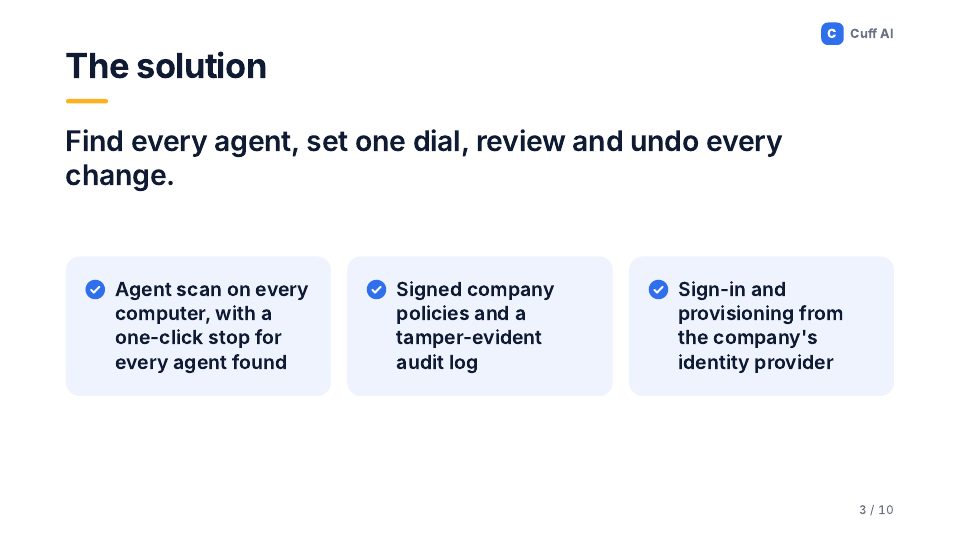 C Cuff AI
The solution
Find every agent, set one dial, review and undo every
change.
Agent scan on every
computer, with a
one-click stop for
every agent found
Signed company
policies and a
tamper-evident
audit log
Sign-in and
provisioning from
the company's
identity provider
3 / 10